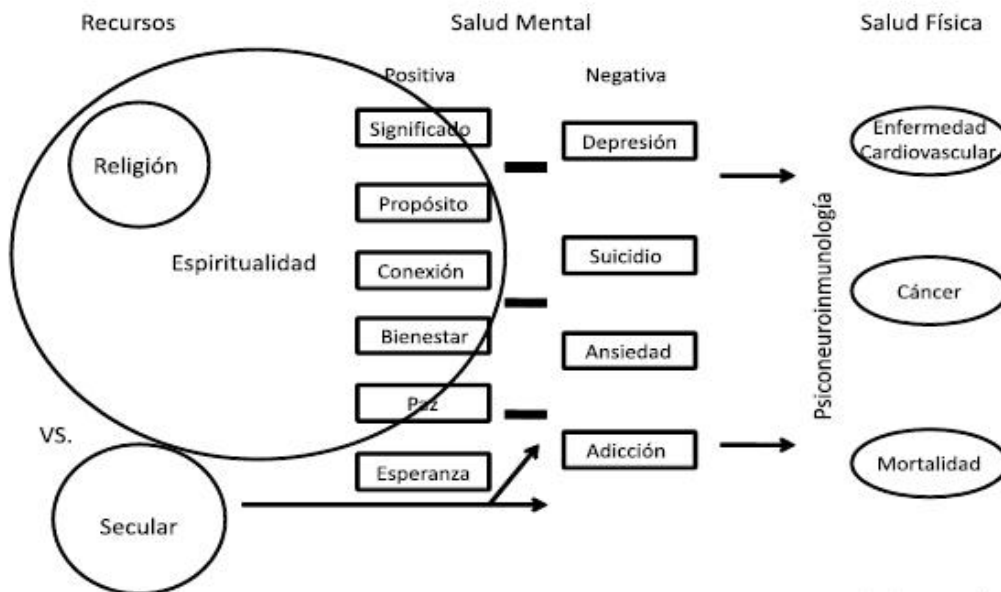 Recursos
Salud Mental
Salud Física
Positiva
Negativa
Significado
Depresión
Enfermedad
Cardiovascular
Religión
Propósito
Espiritualidad
Conexión
Suicidio
Psiconeuroinmunología
Cáncer
Bienestar
Ansiedad
Paz
VS.
Adicción
Esperanza
Mortalidad
Secular